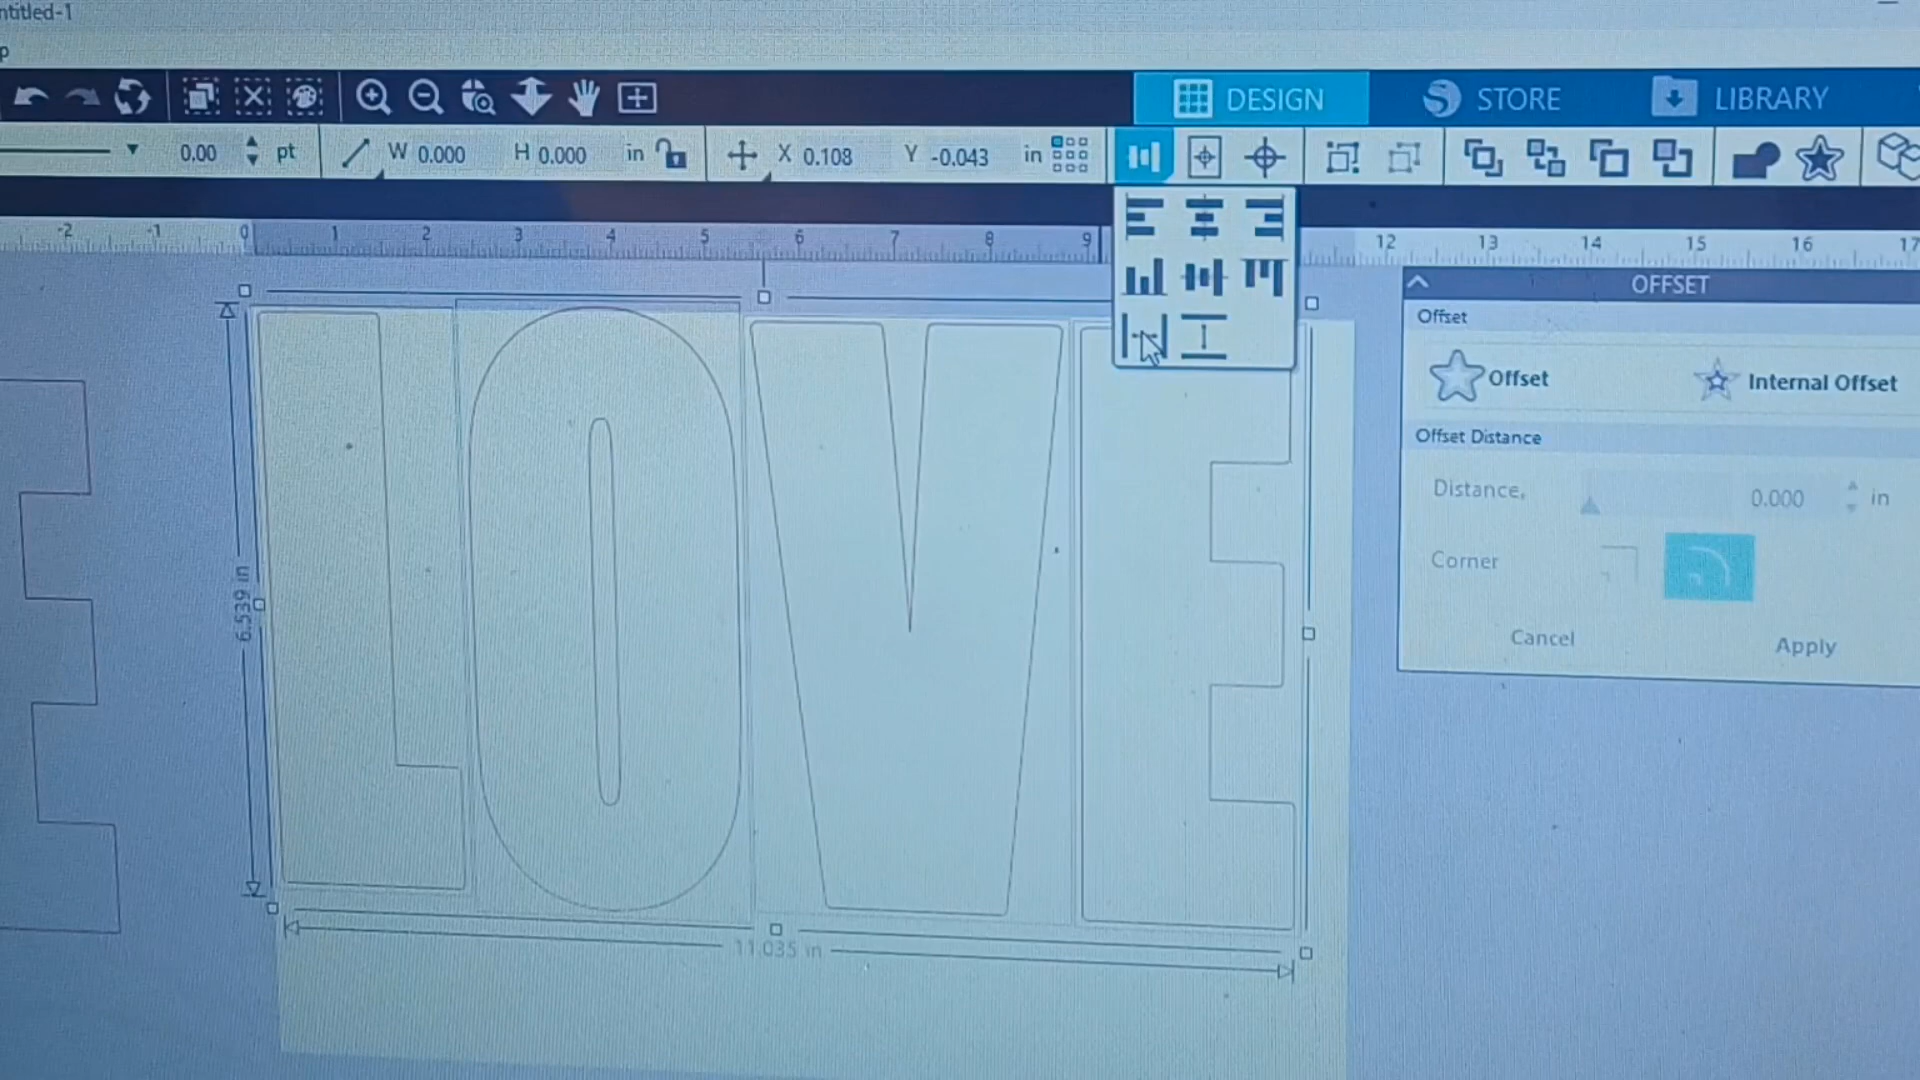 ntitled-1
p
DESIGN STORE LIBRARY
0.00 pt W 0.000 H 0.000 in X 0.108 Y -0.043 in
-2 -1 0 1 2 3 4 5 6 7 8 9 12 13 14 15 16 17
OFFSET
Offset
Offset Internal Offset
Offset Distance
Distance, 0.000 in
Corner
Cancel Apply
LOVE
6.539 in
11.035 in